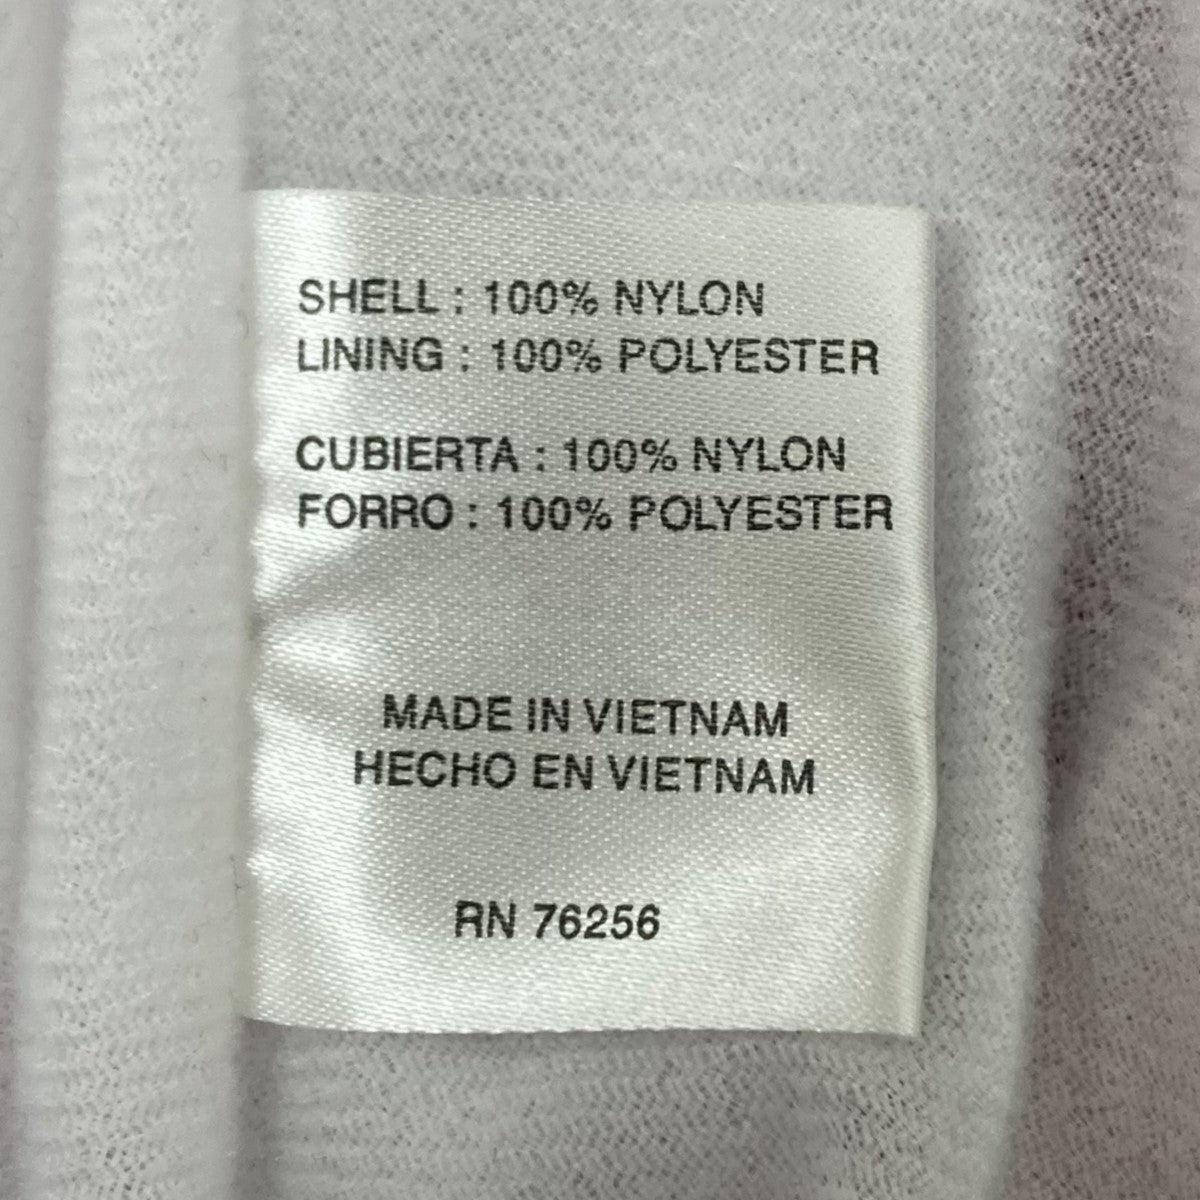 SHELL : 100% NYLON
LINING : 100% POLYESTER
CUBIERTA : 100% NYLON
FORRO : 100% POLYESTER
MADE IN VIETNAM
HECHO EN VIETNAM
RN 76256